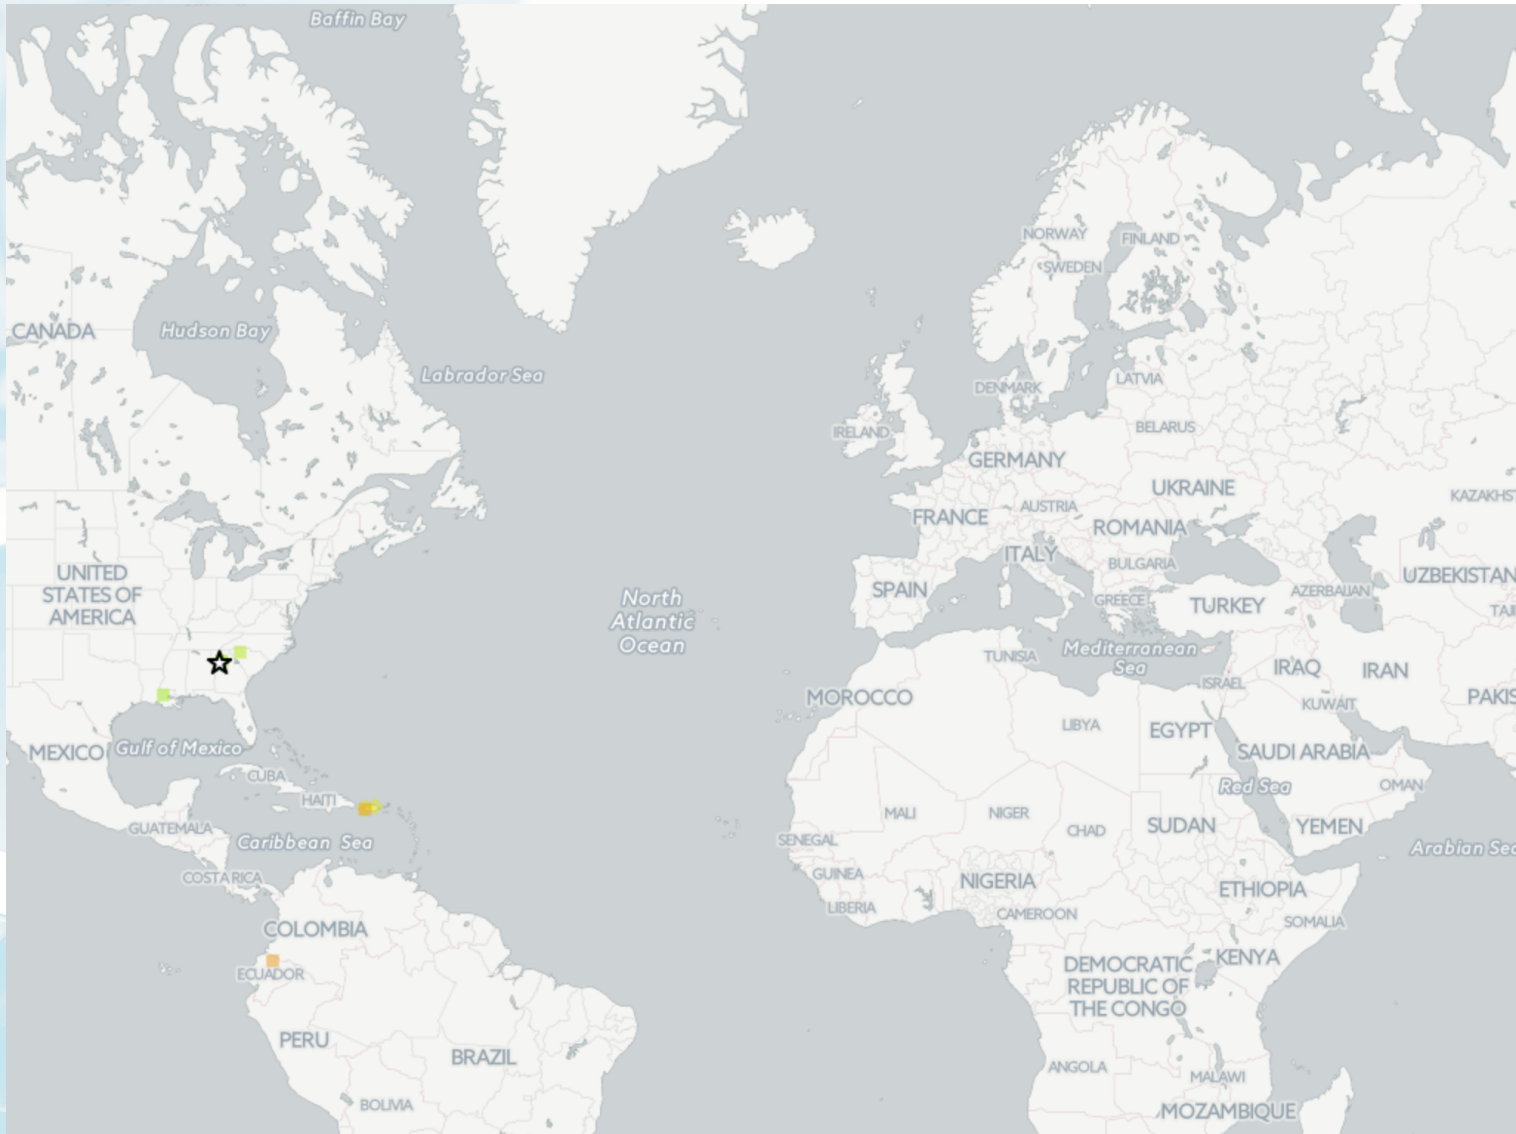 Baffin Bay
NORWAY
FINLAND
SWEDEN
CANADA
Hudson Bay
Labrador Sea
DENMARK
LATVIA
IRELAND
BELARUS
GERMANY
UKRAINE
KAZAKHST
AUSTRIA
FRANCE
ROMANIA
ITALY
BULGARIA
UNITED
STATES OF
AMERICA
SPAIN
UZBEKISTAN
AZERBAIJAN
GREECE
TURKEY
TAJI
North
Atlantic
Ocean
TUNISIA
Mediterranean
Sea
IRAQ
IRAN
ISRAEL
MOROCCO
KUWAIT
PAKIS
LIBYA
EGYPT
MEXICO
Gulf of Mexico
SAUDI ARABIA
CUBA
Red Sea
OMAN
HAITI
MALI
NIGER
GUATEMALA
CHAD
SUDAN
YEMEN
Caribbean Sea
SENEGAL
Arabian Sea
COSTA RICA
GUINEA
NIGERIA
ETHIOPIA
LIBERIA
CAMEROON
SOMALIA
COLOMBIA
KENYA
ECUADOR
DEMOCRATIC
REPUBLIC OF
THE CONGO
PERU
BRAZIL
ANGOLA
MALAWI
BOLIVIA
MOZAMBIQUE